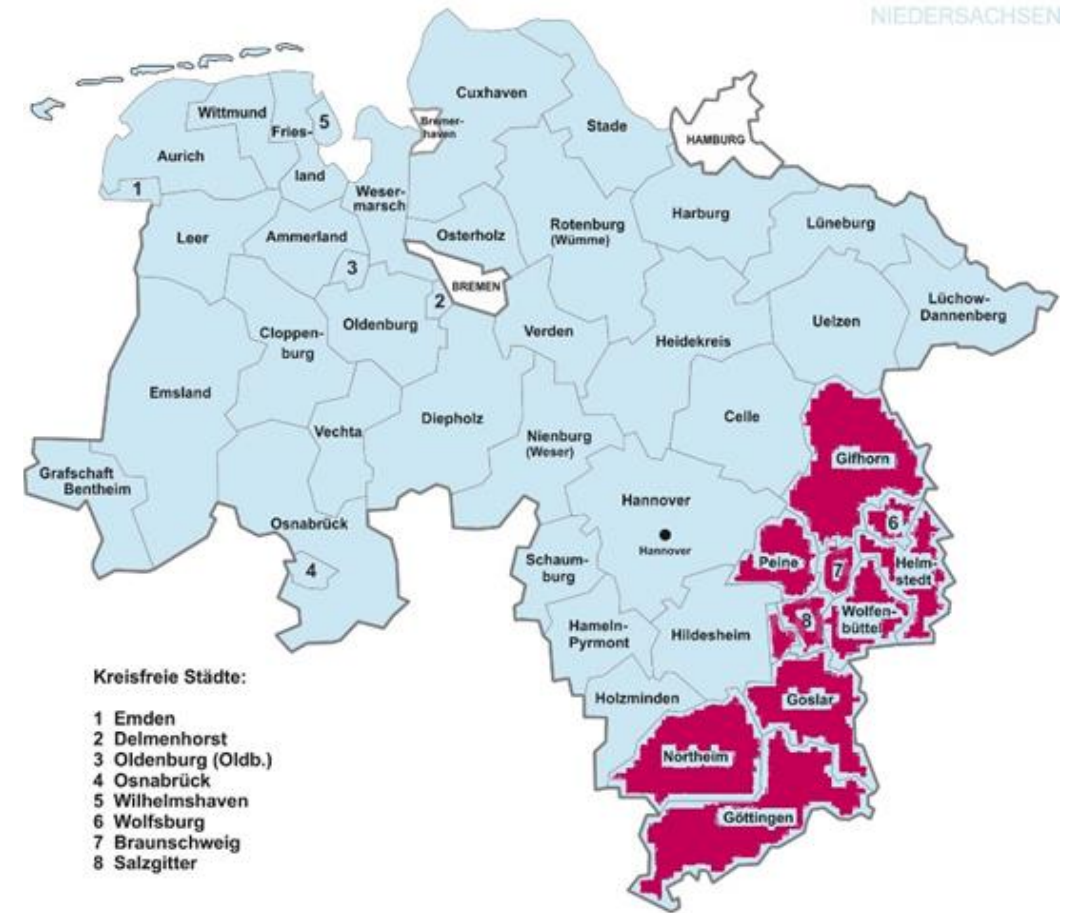 NIEDERSACHSEN
Cuxhaven
Wittmund
5
Bremer-
haven
Stade
Fries-
HAMBURG
Aurich
land
1
Weser-
marsch
Harburg
Rotenburg
(Wümme)
Lüneburg
Leer
Ammerland
Osterholz
3
BREMEN
2
Lüchow-
Dannenberg
Oldenburg
Cloppen-
burg
Verden
Uelzen
Heidekreis
Emsland
Diepholz
Celle
Vechta
Nienburg
(Weser)
Gifhorn
Grafschaft
Bentheim
Hannover
Osnabrück
6
Hannover
Schaum-
burg
Peine
7
Helm-
stedt
4
Wolfen-
büttel
8
Hameln-
Pyrmont
Hildesheim
Holzminden
Goslar
Northeim
Göttingen
Kreisfreie Städte:
1 Emden
2 Delmenhorst
3 Oldenburg (Oldb.)
4 Osnabrück
5 Wilhelmshaven
6 Wolfsburg
7 Braunschweig
8 Salzgitter